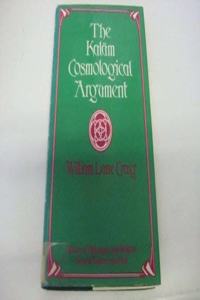 The
Kalām
Cosmological
Argument
William Lane Craig